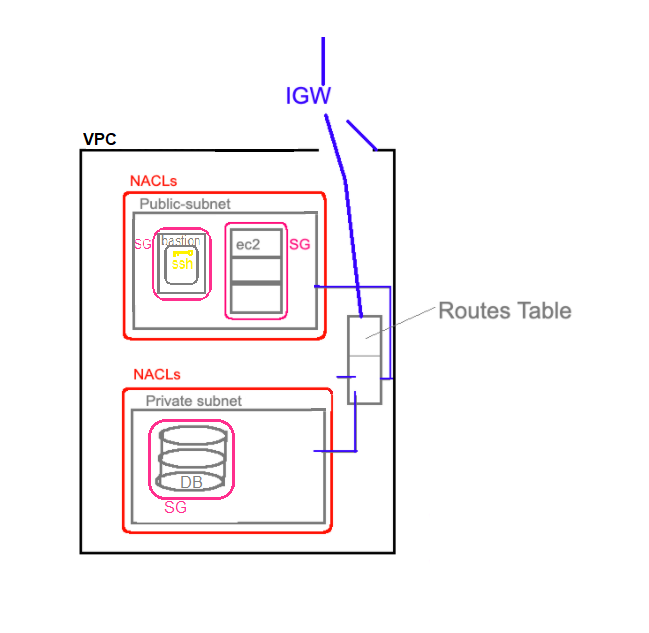 IGW
VPC
NACLs
Public-subnet
SG
bastion
ssh
ec2
SG
Routes Table
NACLs
Private subnet
DB
SG